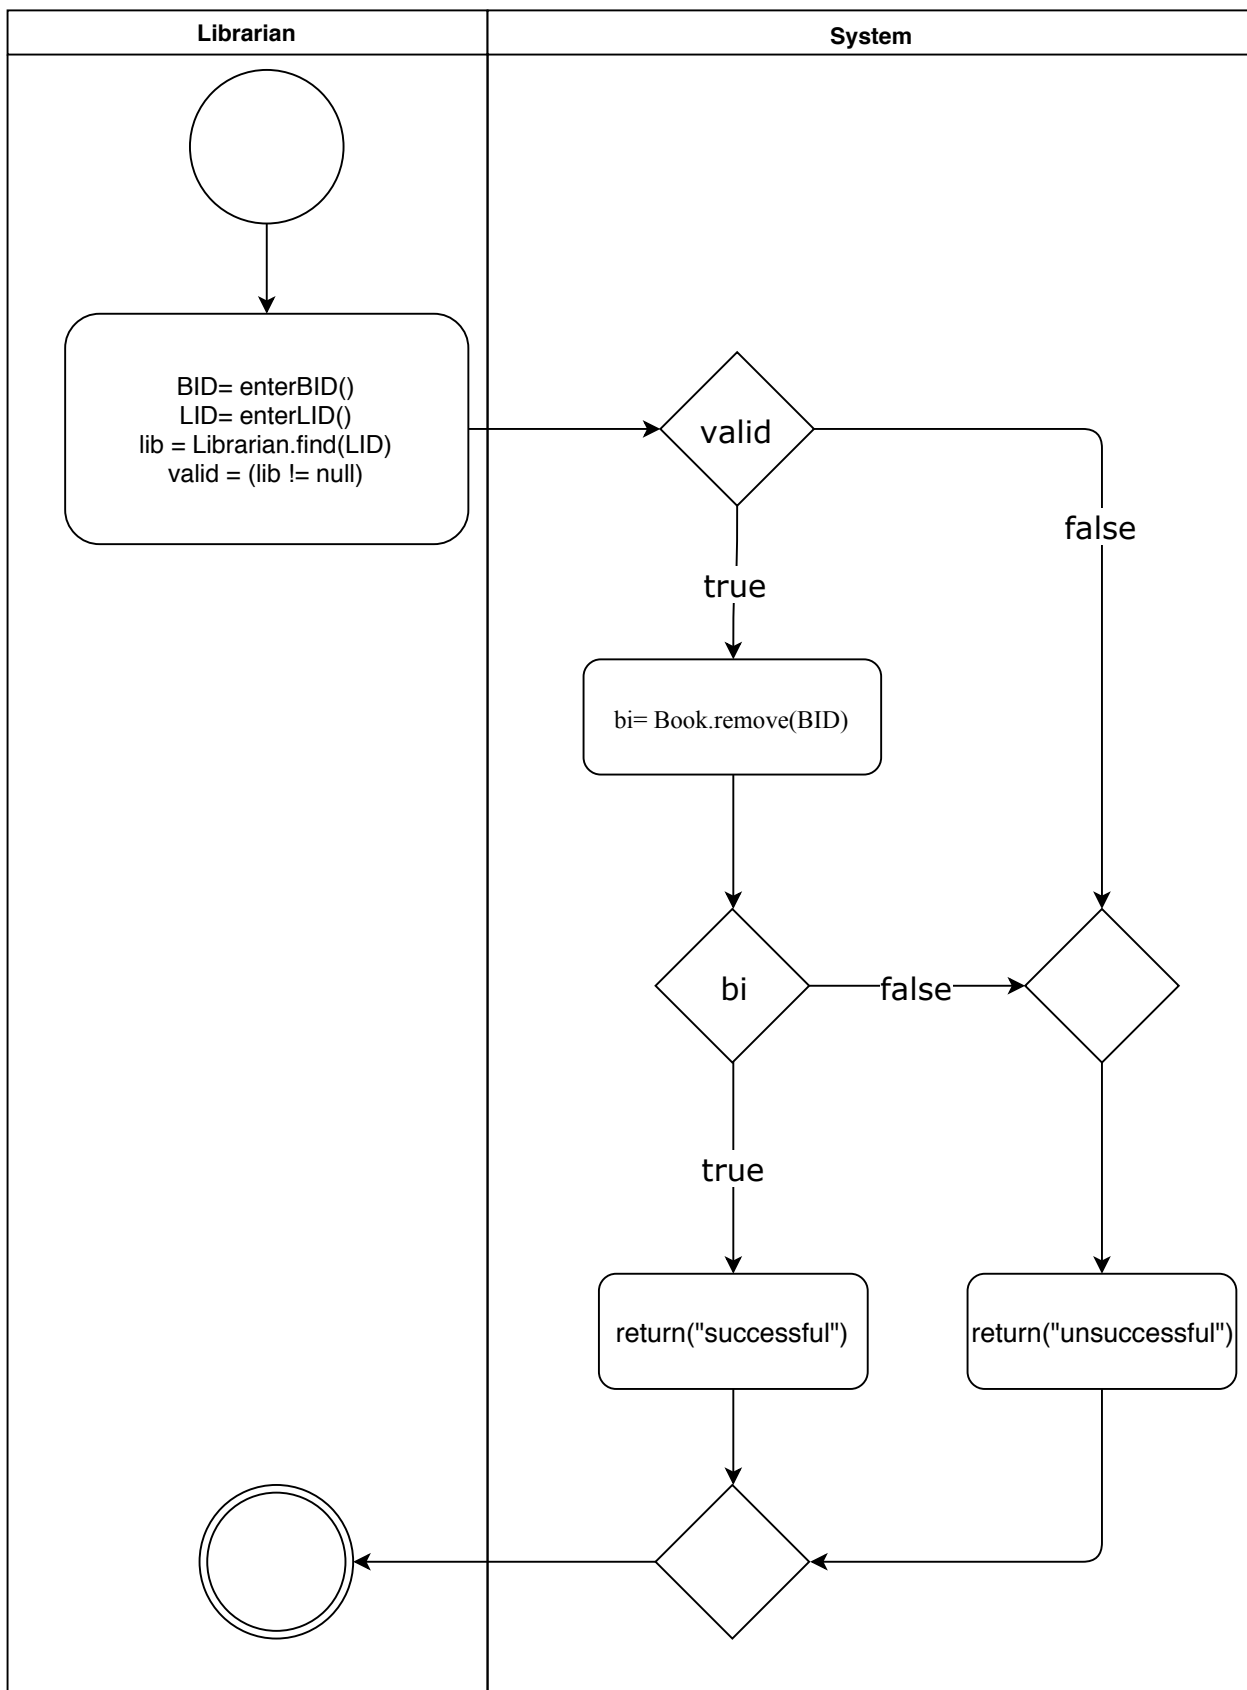 Librarian
System
BID= enterBID()
LID= enterLID()
lib = Librarian.find(LID)
valid = (lib != null)
valid
false
true
bi= Book.remove(BID)
bi
false
true
return("successful")
return("unsuccessful")